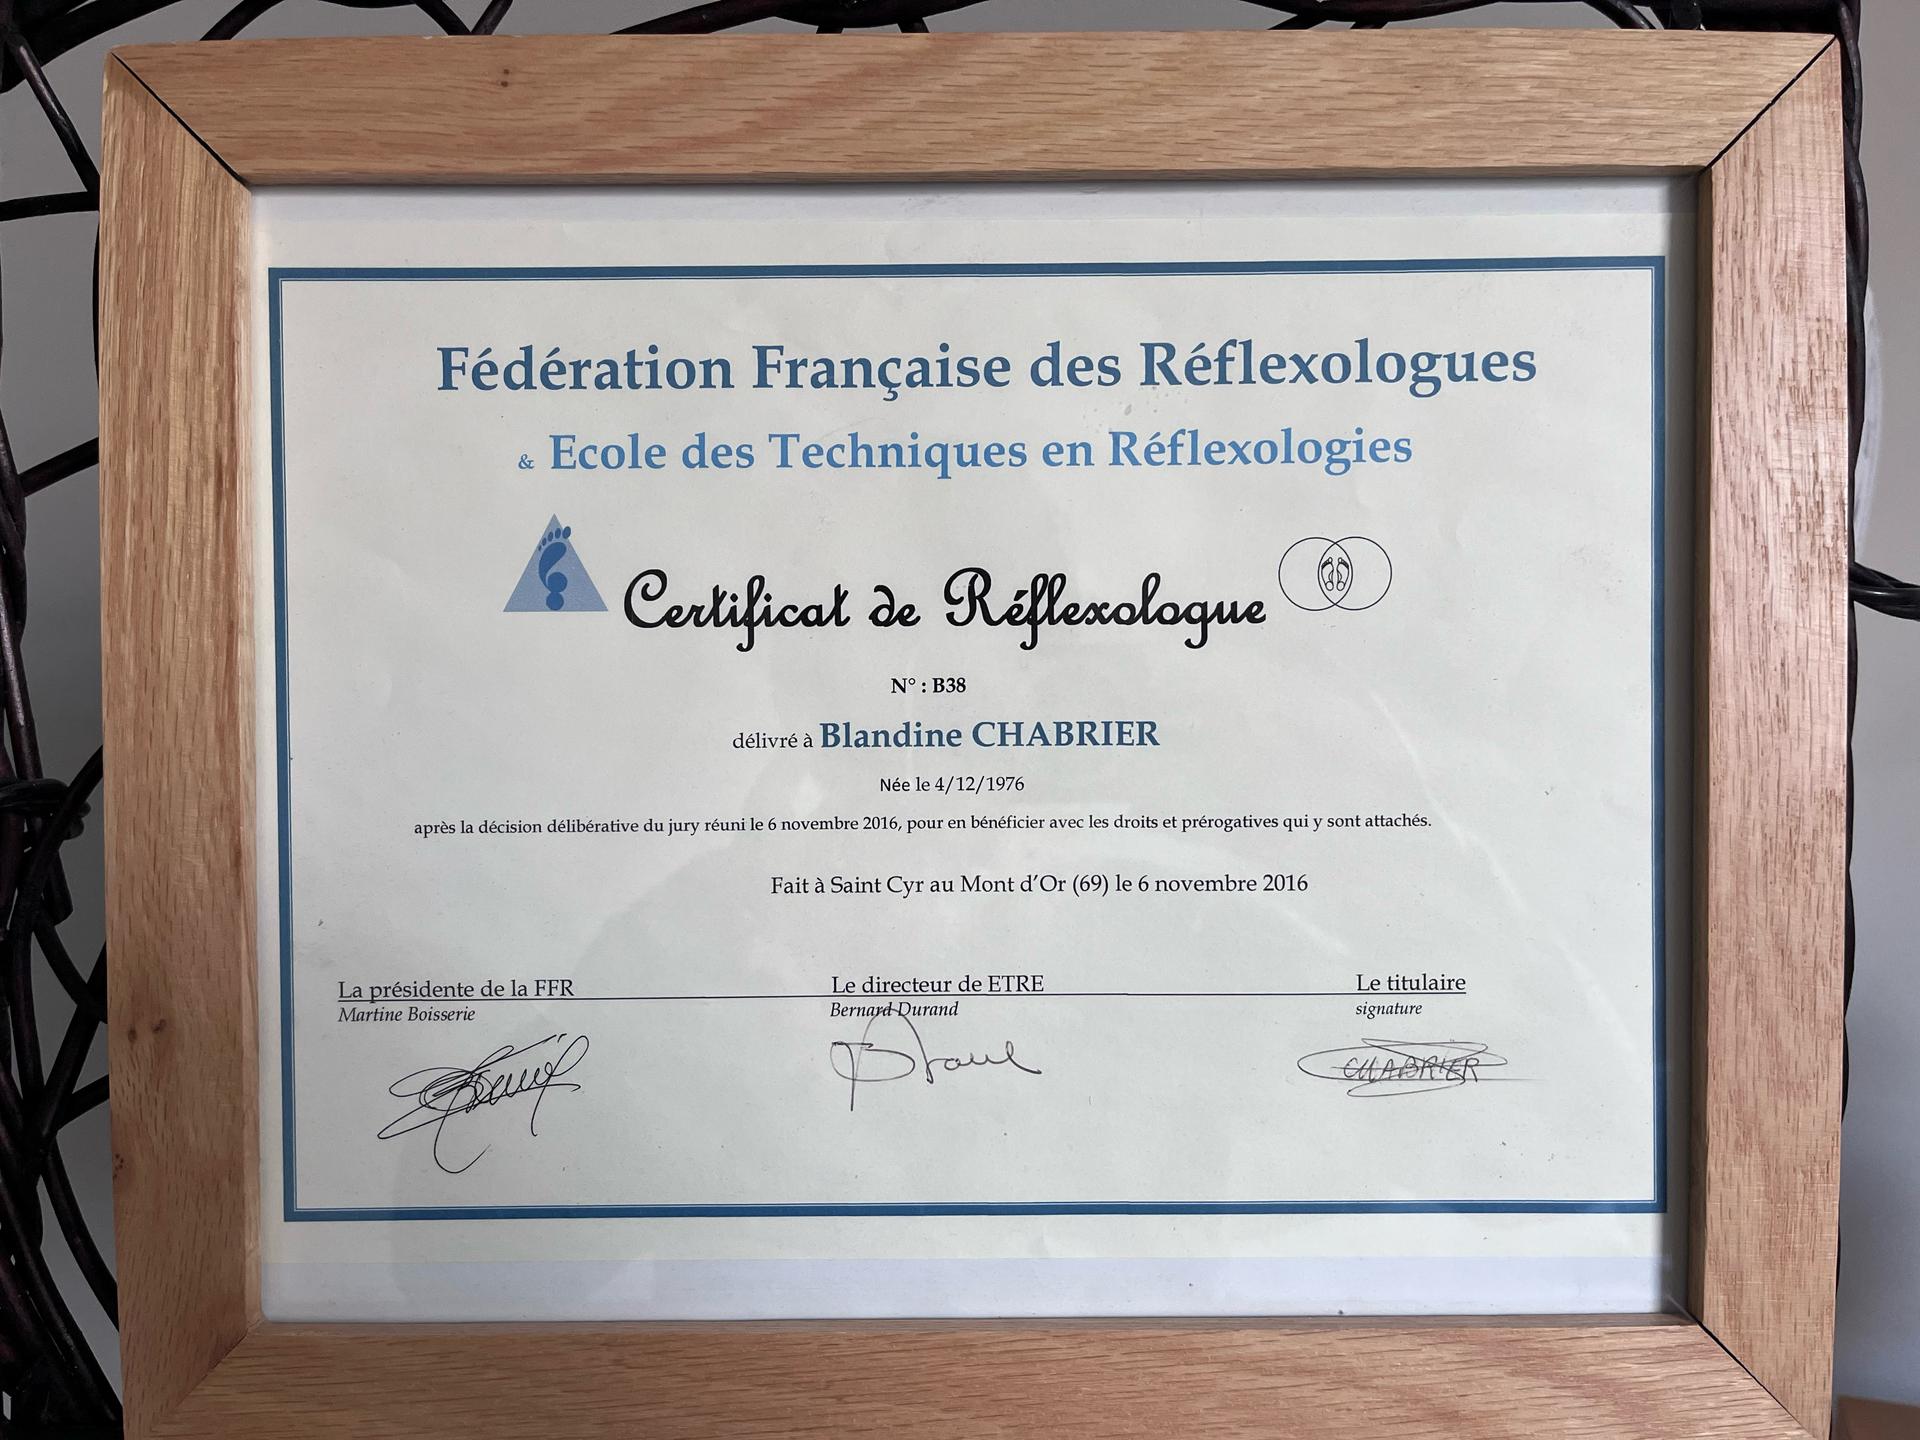 Fédération Française des Réflexologues
& Ecole des Techniques en Réflexologies
Certificat de Réflexologue
N° : B38
délivré à Blandine CHABRIER
Née le 4/12/1976
après la décision délibérative du jury réuni le 6 novembre 2016, pour en bénéficier avec les droits et prérogatives qui y sont attachés.
Fait à Saint Cyr au Mont d'Or (69) le 6 novembre 2016
La présidente de la FFR
Martine Boisserie
Le directeur de ETRE
Bernard Durand
Le titulaire
signature
CHABRIER